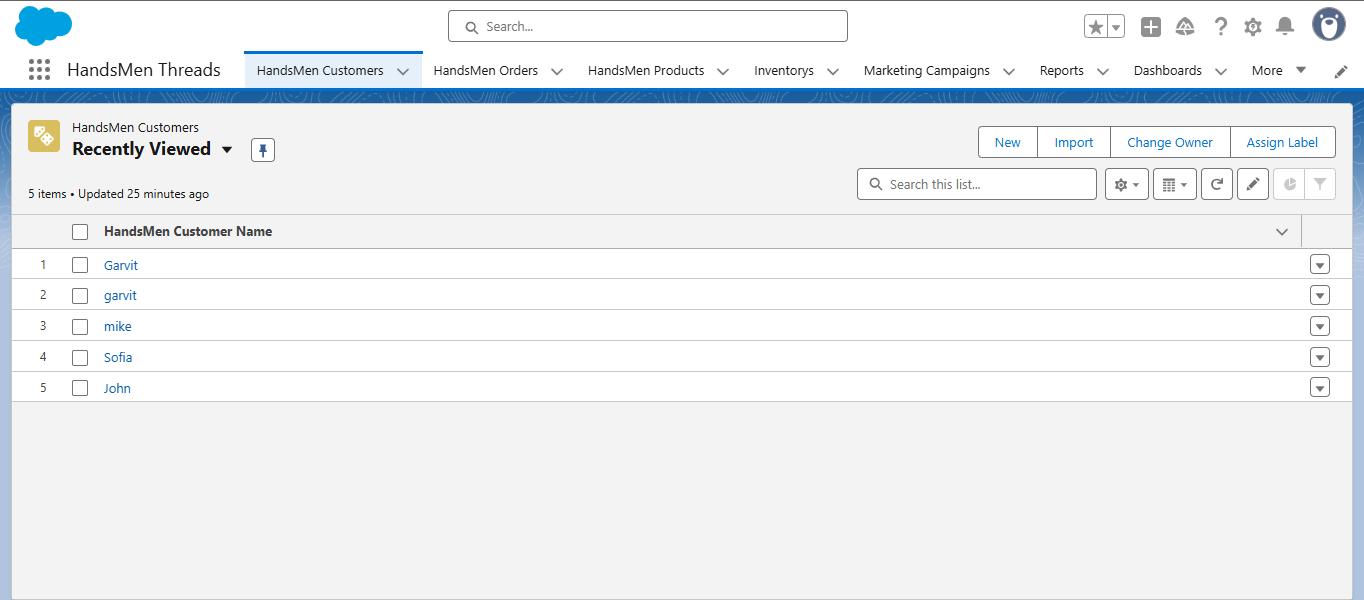 Search...
HandsMen Threads HandsMen Customers HandsMen Orders HandsMen Products Inventorys Marketing Campaigns Reports Dashboards More
HandsMen Customers
Recently Viewed
New Import Change Owner Assign Label
5 items • Updated 25 minutes ago
Search this list...
HandsMen Customer Name
1 Garvit
2 garvit
3 mike
4 Sofia
5 John